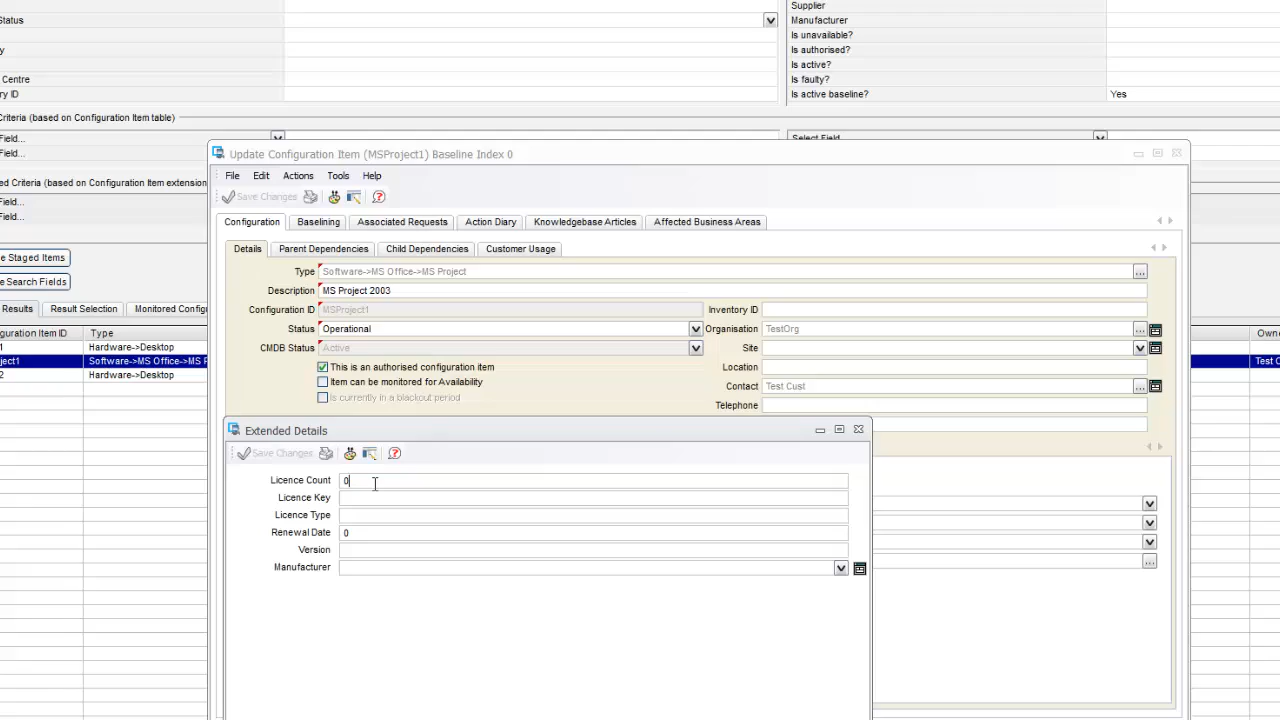 Supplier
Status
Manufacturer
Is unavailable?
Is authorised?
Is active?
Centre
Is faulty?
ry ID
Is active baseline?
Yes
Criteria (based on Configuration Item table)
Field...
Select Field
Field...
ed Criteria (based on Configuration Item extension
Field...
Field...
e Staged Items
e Search Fields
Results
Result Selection
Monitored Config
guration Item ID
Type
Owne
1
Hardware->Desktop
ject1
Software->MS Office->MS P
Test C
2
Hardware->Desktop
Update Configuration Item (MSProject1) Baseline Index 0
File Edit Actions Tools Help
Save Changes
Configuration Baselining Associated Requests Action Diary Knowledgebase Articles Affected Business Areas
Details Parent Dependencies Child Dependencies Customer Usage
Type Software->MS Office->MS Project
Description MS Project 2003
Configuration ID MSProject1
Inventory ID
Status Operational
Organisation TestOrg
CMDB Status Active
Site
This is an authorised configuration item
Location
Item can be monitored for Availability
Contact Test Cust
Is currently in a blackout period
Telephone
Extended Details
Save Changes
Licence Count 0
Licence Key
Licence Type
Renewal Date 0
Version
Manufacturer